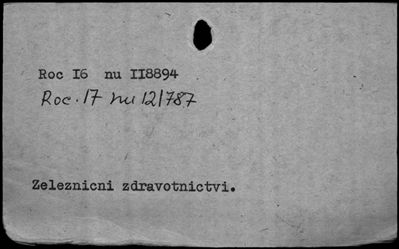 Roc I6 nu II8894
Roc. 17 nu 121787
Zeleznicni zdravotnictvi.